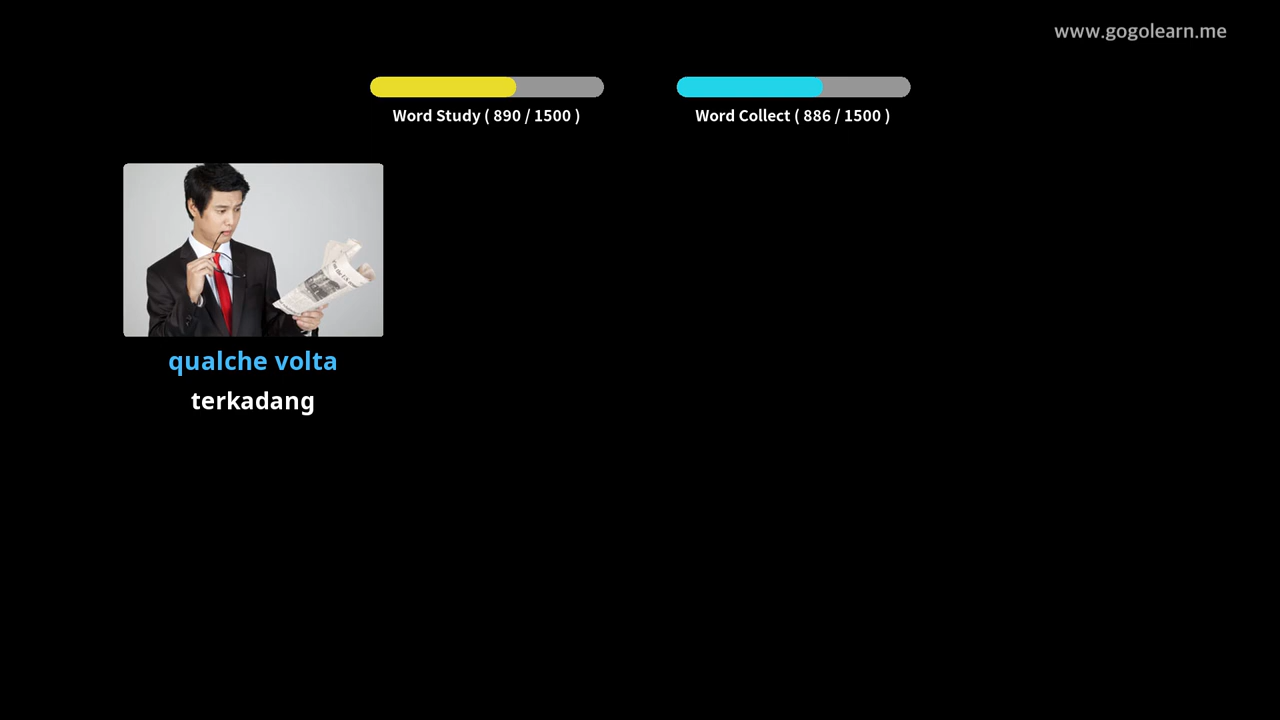 www.gogolearn.me
Word Study ( 890 / 1500 )
Word Collect ( 886 / 1500 )
qualche volta
terkadang